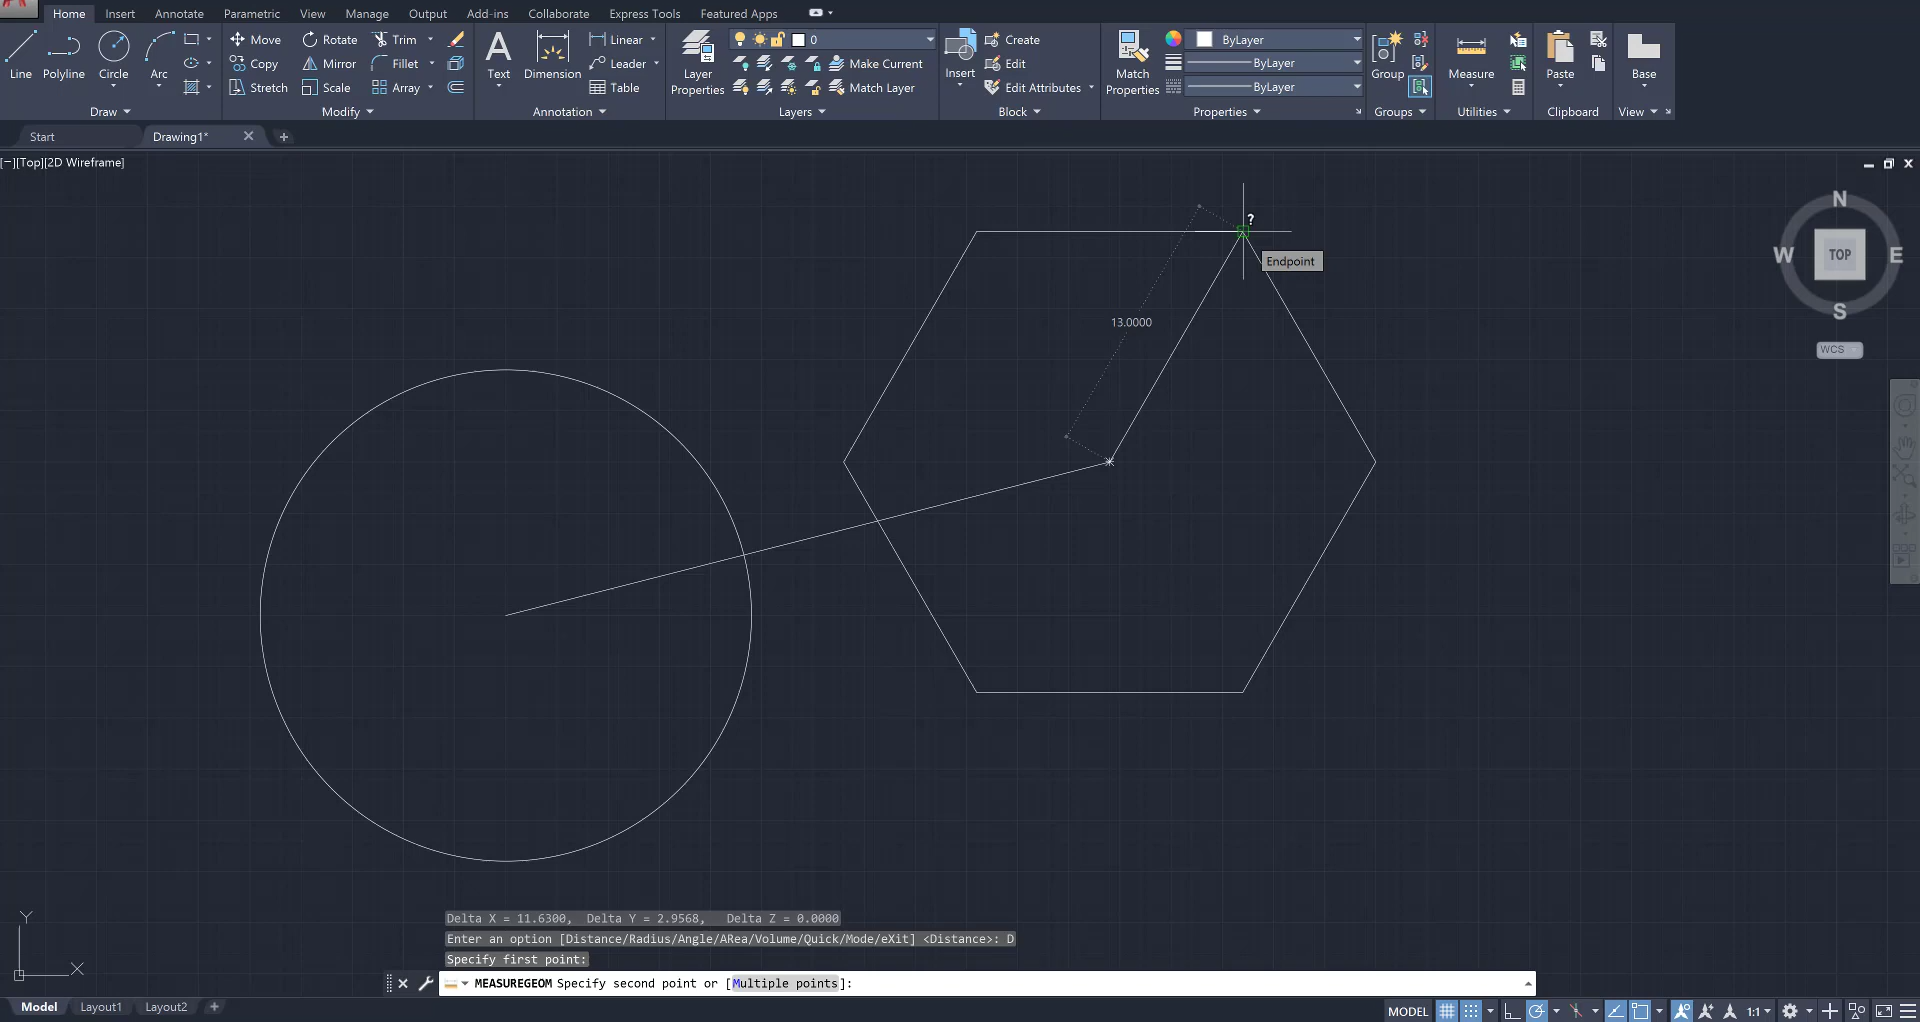 Home Insert Annotate Parametric View Manage Output Add-ins Collaborate Express Tools Featured Apps
Line Polyline Circle Arc
Move Rotate Trim
Copy Mirror Fillet
Stretch Scale Array
Text Dimension
Linear
Leader
Table
Layer Properties
0
Make Current
Match Layer
Insert
Create
Edit
Edit Attributes
Match Properties
ByLayer
ByLayer
ByLayer
Group Measure Paste Base
Draw Modify Annotation Layers Block Properties Groups Utilities Clipboard View
Start Drawing1*
[−][Top][2D Wireframe]
N
W TOP E
S
WCS
?
Endpoint
13.0000
Y
X
Delta X = 11.6300, Delta Y = 2.9568, Delta Z = 0.0000
Enter an option [Distance/Radius/Angle/ARea/Volume/Quick/Mode/eXit] <Distance>: D
Specify first point:
MEASUREGEOM Specify second point or [Multiple points]:
Model Layout1 Layout2
MODEL 1:1